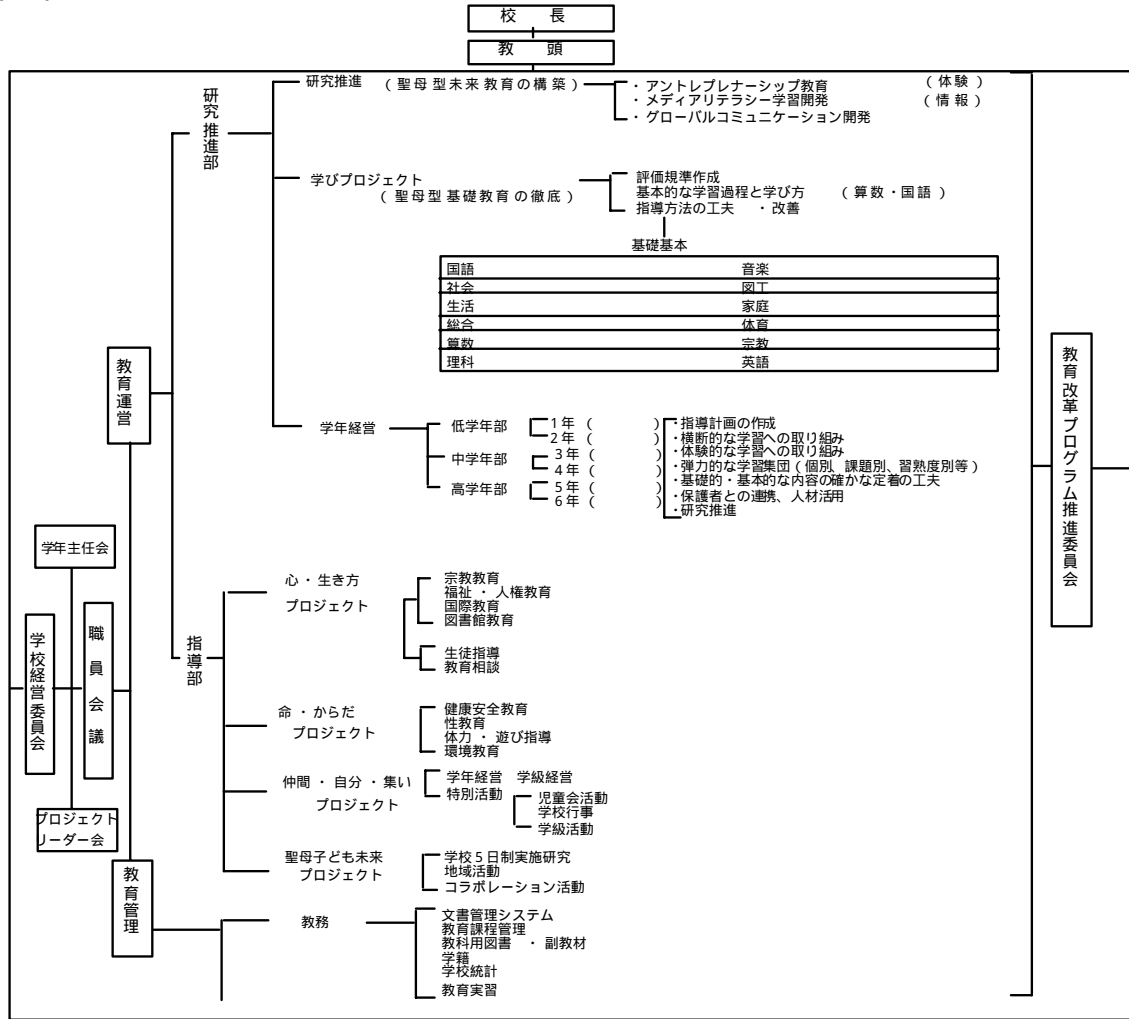 校 長
教 頭
研究推進 (聖母型未来教育の構築)
・アントレプレナーシップ教育 (体験)
・メディアリテラシー学習開発 (情報)
・グローバルコミュニケーション開発
研究推進部
学びプロジェクト
(聖母型基礎教育の徹底)
評価規準作成
基本的な学習過程と学び方 (算数・国語)
指導方法の工夫 ・改善
基礎基本
国語 音楽
社会 図工
生活 家庭
総合 体育
算数 宗教
理科 英語
教育運営
教育改革プログラム推進委員会
学年経営
低学年部
1年 ( )
2年 ( )
中学年部
3年 ( )
4年 ( )
高学年部
5年 ( )
6年 ( )
・指導計画の作成
・横断的な学習への取り組み
・体験的な学習への取り組み
・弾力的な学習集団(個別、課題別、習熟度別等)
・基礎的・基本的な内容の確かな定着の工夫
・保護者との連携、人材活用
・研究推進
学年主任会
学校経営委員会
職員会議
プロジェクト
リーダー会
指導部
心・生き方
プロジェクト
宗教教育
福祉・人権教育
国際教育
図書館教育
生徒指導
教育相談
命・からだ
プロジェクト
健康安全教育
性教育
体力・遊び指導
環境教育
仲間・自分・集い
プロジェクト
学年経営 学級経営
特別活動
児童会活動
学校行事
学級活動
聖母子ども未来
プロジェクト
学校5日制実施研究
地域活動
コラボレーション活動
教育管理
教務
文書管理システム
教育課程管理
教科用図書 ・副教材
学籍
学校統計
教育実習